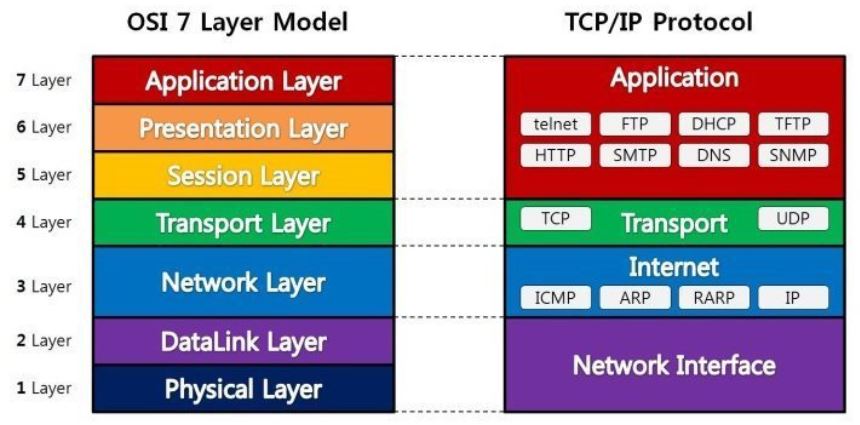 OSI 7 Layer Model
TCP/IP Protocol
7 Layer
Application Layer
6 Layer
Presentation Layer
5 Layer
Session Layer
4 Layer
Transport Layer
3 Layer
Network Layer
2 Layer
DataLink Layer
1 Layer
Physical Layer
Application
telnet FTP DHCP TFTP
HTTP SMTP DNS SNMP
TCP Transport UDP
Internet
ICMP ARP RARP IP
Network Interface